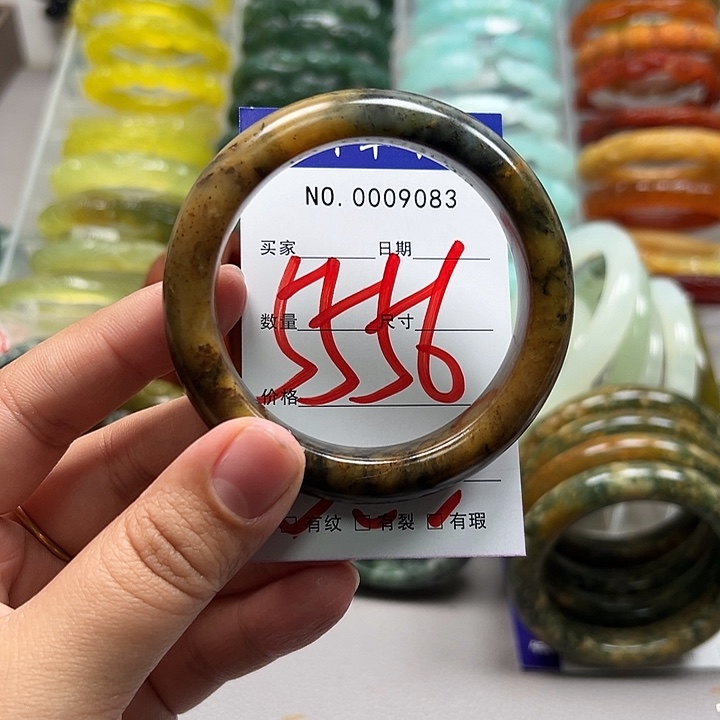 NO.0009083
买家 日期
数量 尺寸
5556
价格
有纹 有裂 有瑕